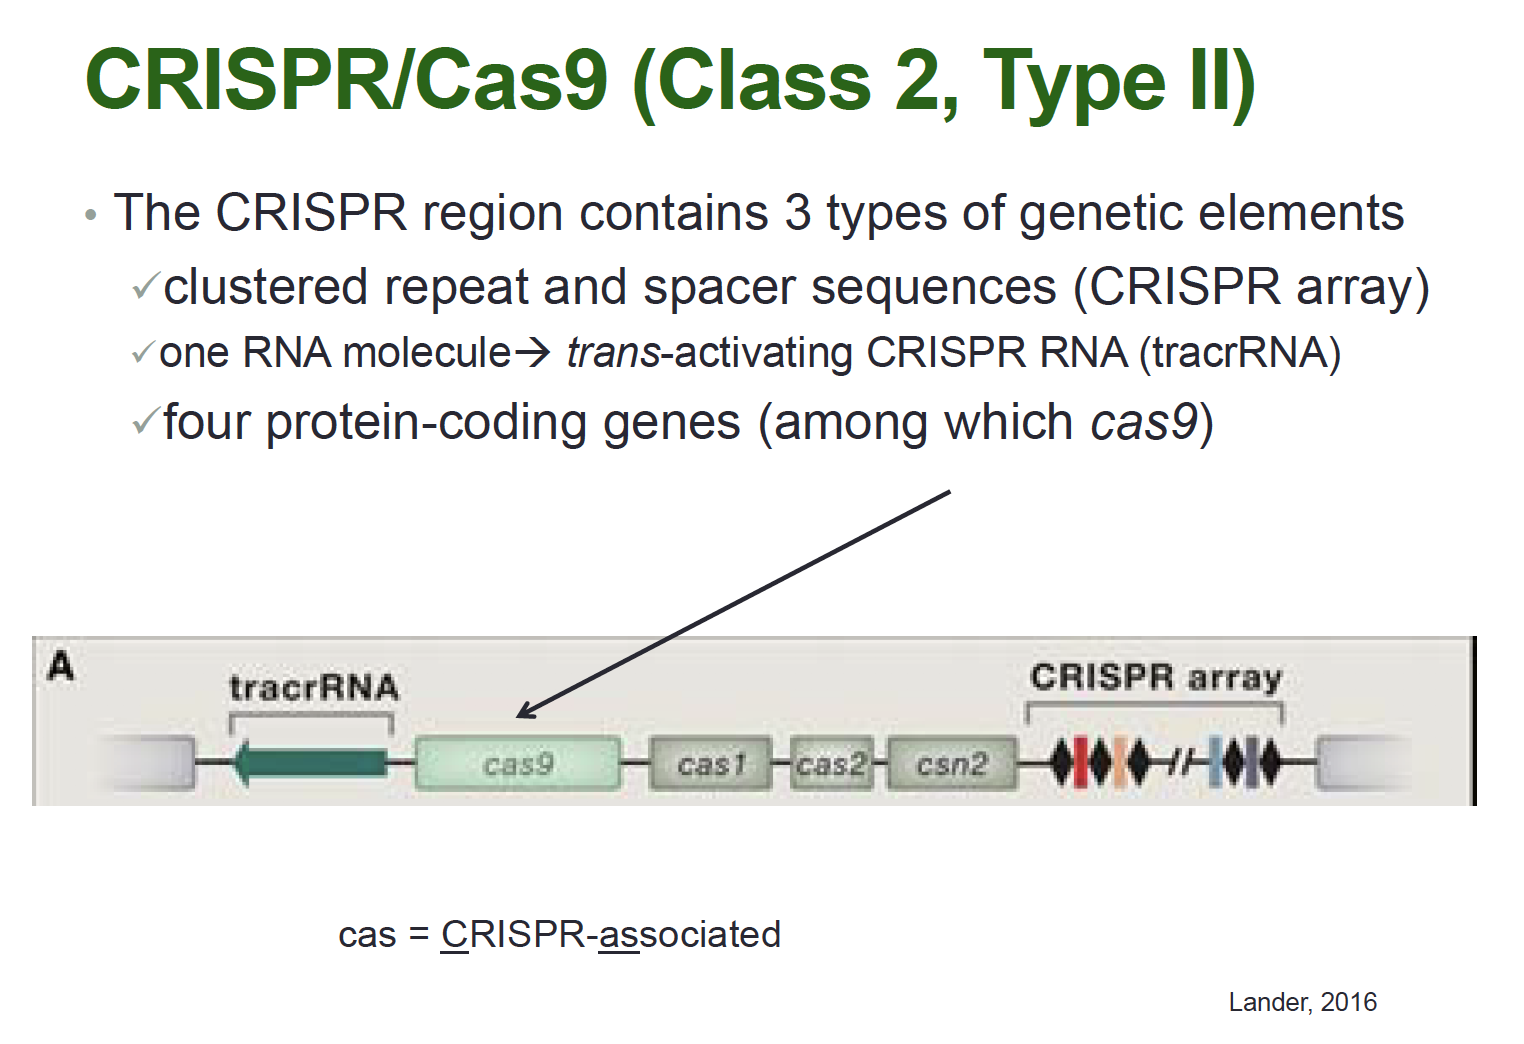 CRISPR/Cas9 (Class 2, Type II)
• The CRISPR region contains 3 types of genetic elements
✓clustered repeat and spacer sequences (CRISPR array)
✓one RNA molecule→ trans-activating CRISPR RNA (tracrRNA)
✓four protein-coding genes (among which cas9)
A
tracrRNA
CRISPR array
cas9 cas1 cas2 csn2
cas = CRISPR-associated
Lander, 2016